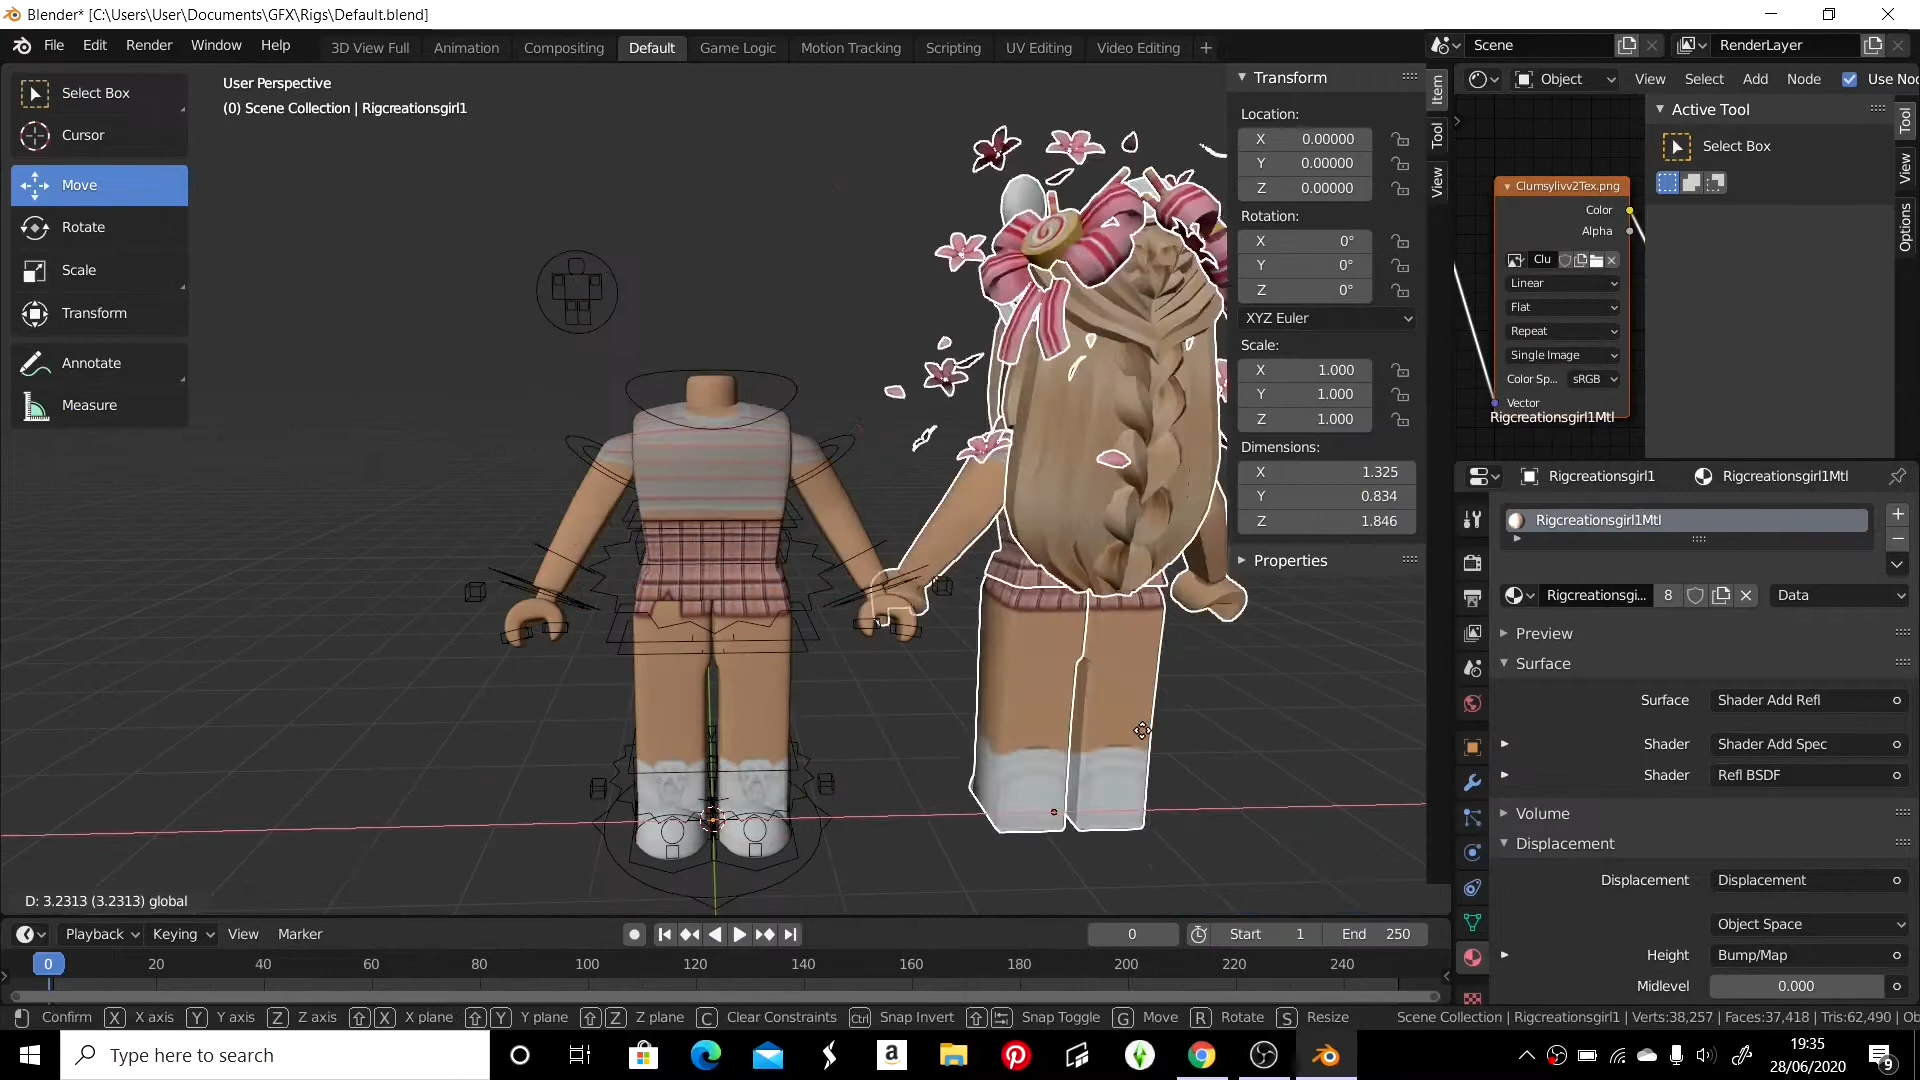 Blender* [C:\Users\User\Documents\GFX\Rigs\Default.blend]
File Edit Render Window Help
3D View Full Animation Compositing Default Game Logic Motion Tracking Scripting UV Editing Video Editing +
Scene
RenderLayer
Select Box
Cursor
Move
Rotate
Scale
Transform
Annotate
Measure
User Perspective
(0) Scene Collection | Rigcreationsgirl1
Transform
Location:
X 0.00000
Y 0.00000
Z 0.00000
Rotation:
X 0°
Y 0°
Z 0°
XYZ Euler
Scale:
X 1.000
Y 1.000
Z 1.000
Dimensions:
X 1.325
Y 0.834
Z 1.846
Properties
Item
Tool
View
Object View Select Add Node Use Noc
Clumsylivv2Tex.png
Color
Alpha
Clu
Linear
Flat
Repeat
Single Image
Color Sp... sRGB
Vector
Rigcreationsgirl1Mtl
Active Tool
Select Box
Tool
View
Options
Rigcreationsgirl1 Rigcreationsgirl1Mtl
Rigcreationsgirl1Mtl
Rigcreationsgi... 8 Data
Preview
Surface
Surface Shader Add Refl
Shader Shader Add Spec
Shader Refl BSDF
Volume
Displacement
Displacement Displacement
Object Space
Height Bump/Map
Midlevel 0.000
D: 3.2313 (3.2313) global
Playback Keying View Marker
0 Start 1 End 250
0 20 40 60 80 100 120 140 160 180 200 220 240
Confirm X X axis Y Y axis Z Z axis X X plane Y Y plane Z Z plane C Clear Constraints Ctrl Snap Invert Snap Toggle G Move R Rotate S Resize
Scene Collection | Rigcreationsgirl1 | Verts:38,257 | Faces:37,418 | Tris:62,490 | Ob
Type here to search
19:35
28/06/2020
9